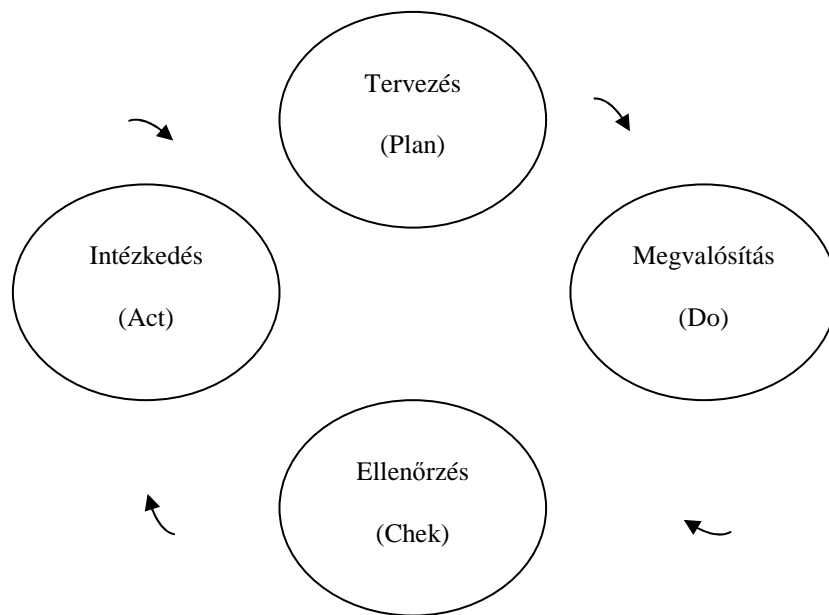 Tervezés
(Plan)
Intézkedés
(Act)
Megvalósítás
(Do)
Ellenőrzés
(Chek)